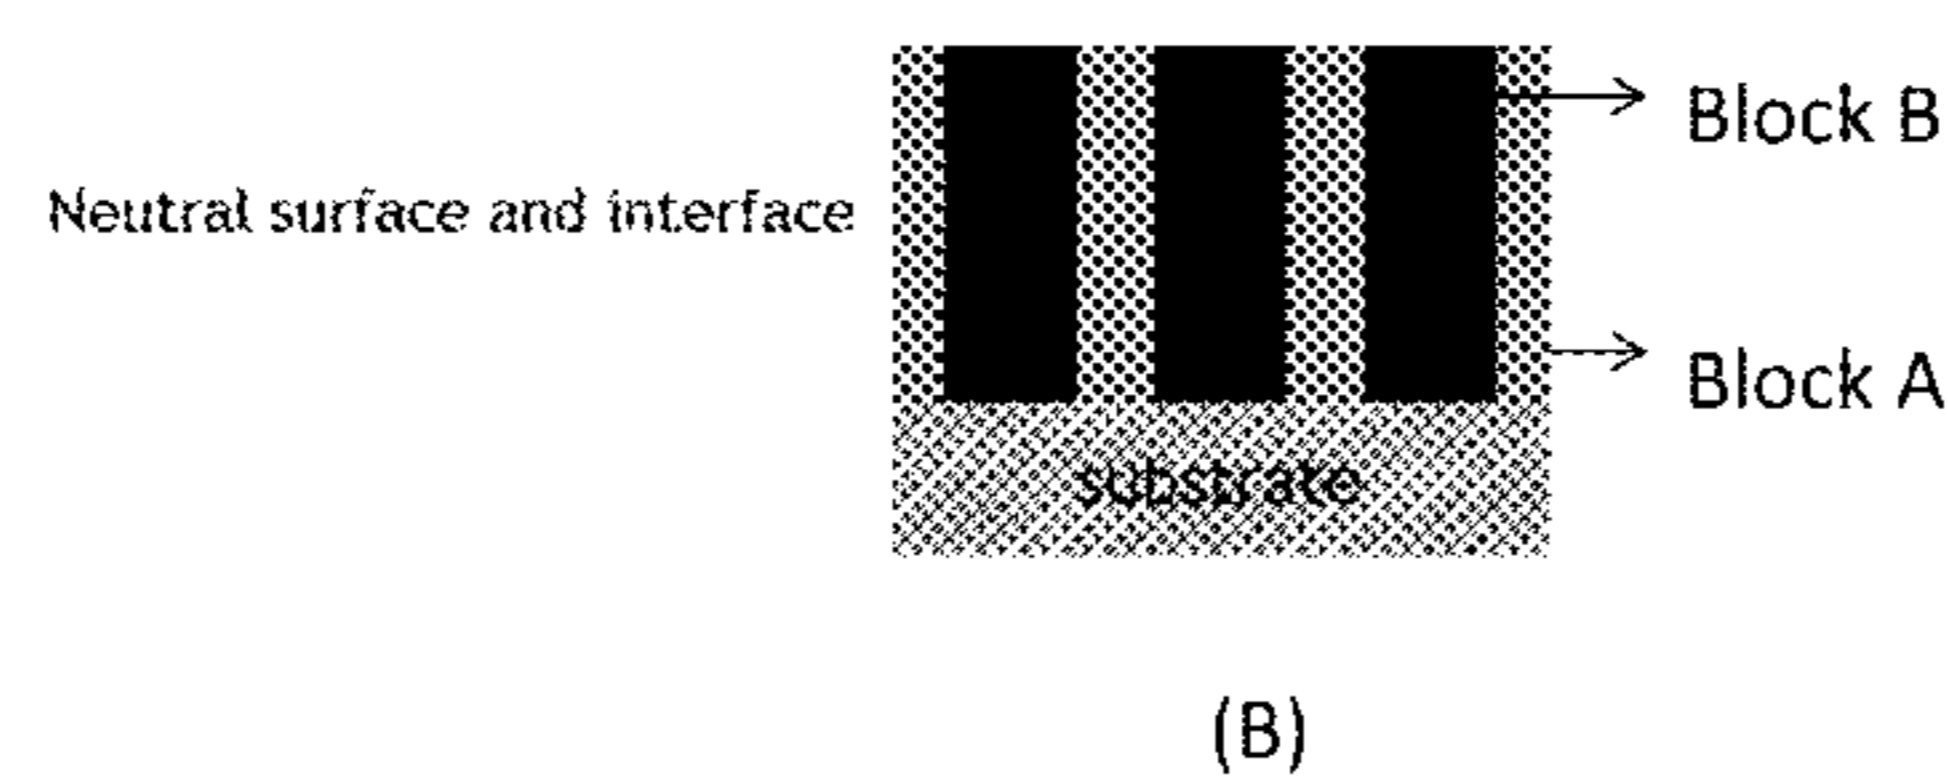 Block B
Neutral surface and interface
Block A
substrate
(B)